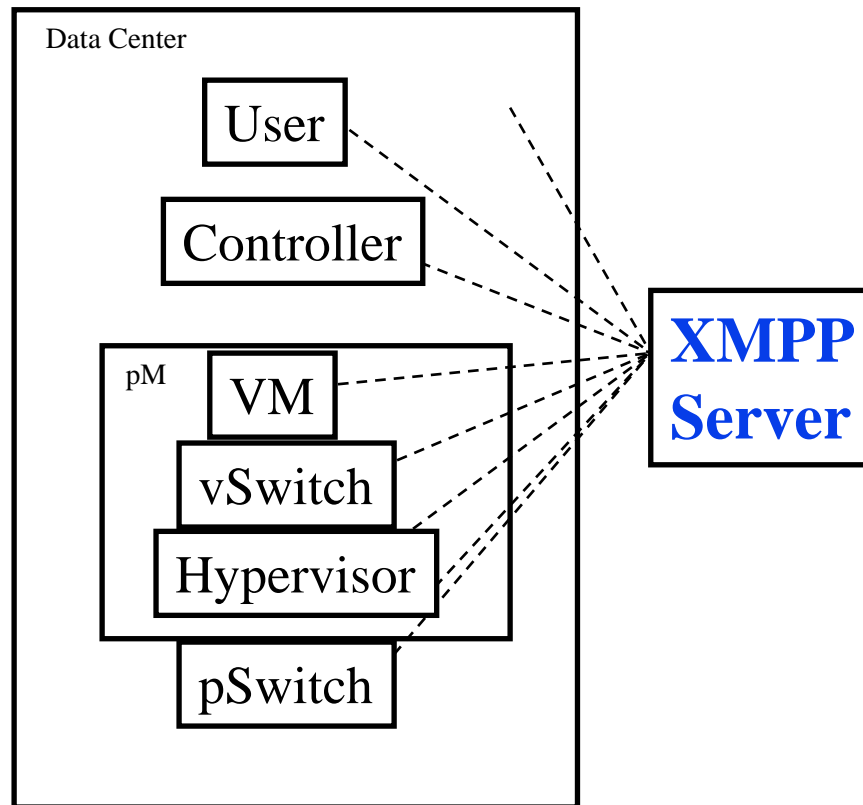 Data Center
User
Controller
pM
VM
vSwitch
Hypervisor
pSwitch
XMPP
Server